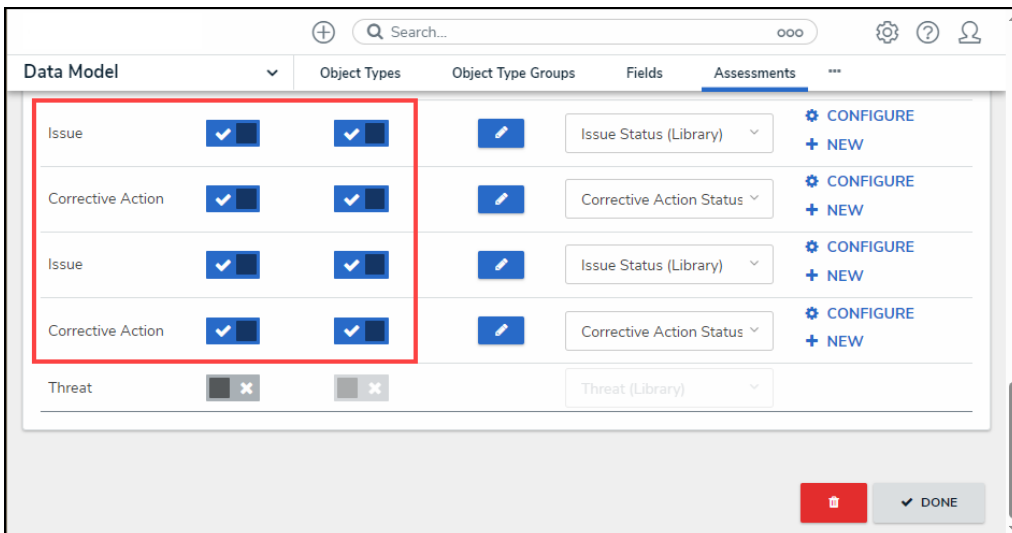 Search...
Data Model Object Types Object Type Groups Fields Assessments
Issue Issue Status (Library) CONFIGURE
NEW
Corrective Action Corrective Action Status CONFIGURE
NEW
Issue Issue Status (Library) CONFIGURE
NEW
Corrective Action Corrective Action Status CONFIGURE
NEW
Threat Threat (Library)
DONE